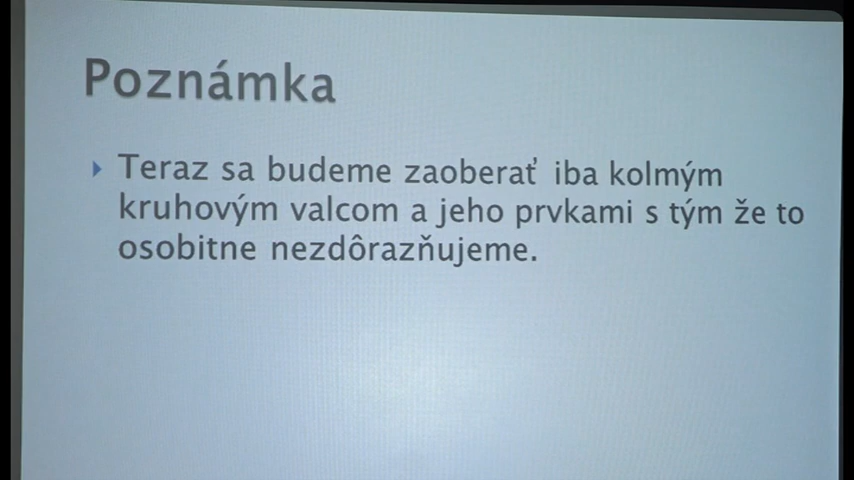 Poznámka
Teraz sa budeme zaoberať iba kolmým
kruhovým valcom a jeho prvkami s tým že to
osobitne nezdôrazňujeme.